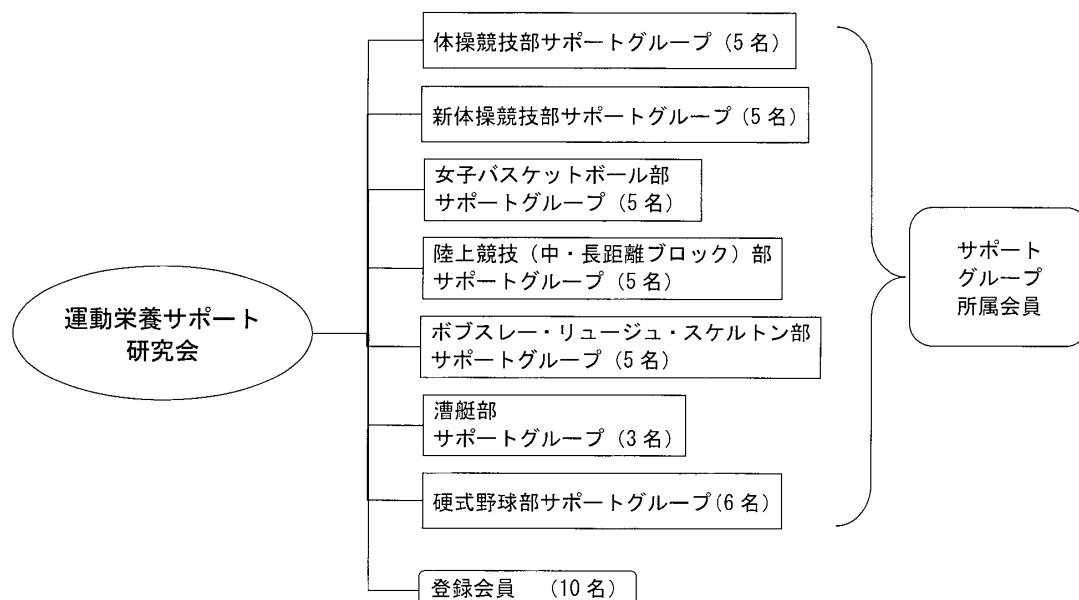 体操競技部サポートグループ（5名）
新体操競技部サポートグループ（5名）
女子バスケットボール部
サポートグループ（5名）
陸上競技（中・長距離ブロック）部
サポートグループ（5名）
運動栄養サポート
研究会
ボブスレー・リュージュ・スケルトン部
サポートグループ（5名）
漕艇部
サポートグループ（3名）
硬式野球部サポートグループ(6名)
登録会員　（10名）
サポート
グループ
所属会員